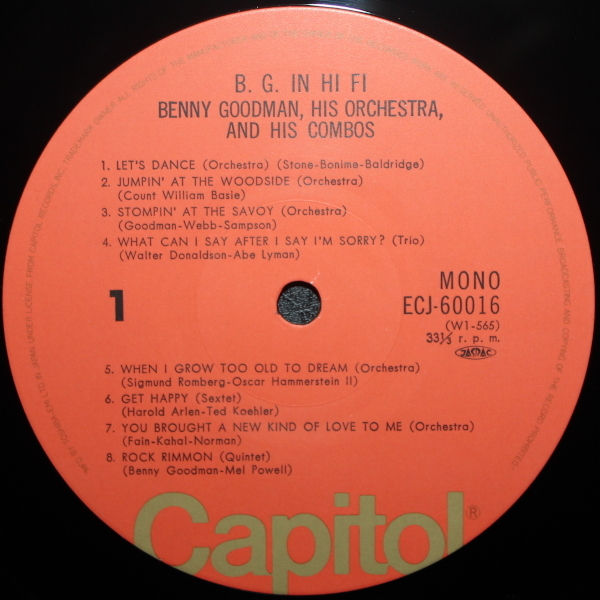 B. G. IN HI FI
BENNY GOODMAN, HIS ORCHESTRA,
AND HIS COMBOS
1. LET'S DANCE (Orchestra) (Stone-Bonime-Baldridge)
2. JUMPIN' AT THE WOODSIDE (Orchestra)
(Count William Basie)
3. STOMPIN' AT THE SAVOY (Orchestra)
(Goodman-Webb-Sampson)
4. WHAT CAN I SAY AFTER I SAY I'M SORRY? (Trio)
(Walter Donaldson-Abe Lyman)
1
MONO
ECJ-60016
(W1-565)
33⅓ r. p. m.
JASRAC
5. WHEN I GROW TOO OLD TO DREAM (Orchestra)
(Sigmund Romberg-Oscar Hammerstein II)
6. GET HAPPY (Sextet)
(Harold Arlen-Ted Koehler)
7. YOU BROUGHT A NEW KIND OF LOVE TO ME (Orchestra)
(Fain-Kahal-Norman)
8. ROCK RIMMON (Quintet)
(Benny Goodman-Mel Powell)
Capitol®